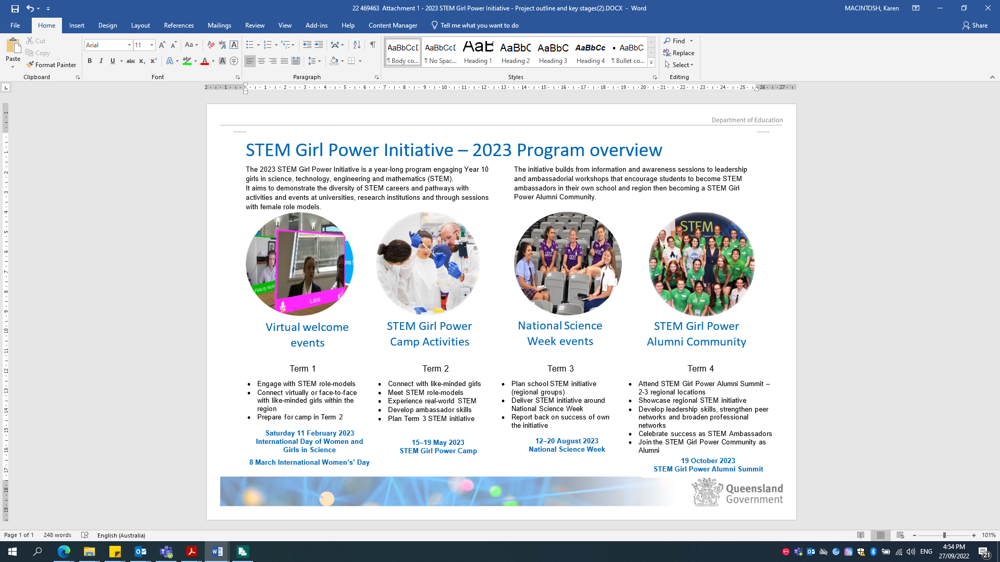 22 469463  Attachment 1 - 2023 STEM Girl Power Initiative - Project outline and key stages(2).DOCX  -  Word
MACINTOSH, Karen
File Home Insert Design Layout References Mailings Review View Add-ins Help Content Manager Tell me what you want to do Share
Paste
Cut
Copy
Format Painter
Clipboard
Arial 11
Font
Paragraph
AaBbCcD AaBbCcD AaB AaBbC AaBbC AaBbCc AaBbC
¶ Body co... ¶ No Spac... Heading 1 Heading 2 Heading 3 Heading 4 ¶ Bullet co...
Styles
Find
Replace
Select
Editing
Department of Education
STEM Girl Power Initiative – 2023 Program overview
The 2023 STEM Girl Power Initiative is a year-long program engaging Year 10
girls in science, technology, engineering and mathematics (STEM).
It aims to demonstrate the diversity of STEM careers and pathways with
activities and events at universities, research institutions and through sessions
with female role models.
The initiative builds from information and awareness sessions to leadership
and ambassadorial workshops that encourage students to become STEM
ambassadors in their own school and region then becoming a STEM Girl
Power Alumni Community.
Felicity McN
Lara
STEM
Virtual welcome
events
Term 1
• Engage with STEM role-models
• Connect virtually or face-to-face
with like-minded girls within the
region
• Prepare for camp in Term 2
Saturday 11 February 2023
International Day of Women and
Girls in Science
8 March International Women’s’ Day
STEM Girl Power
Camp Activities
Term 2
• Connect with like-minded girls
• Meet STEM role-models
• Experience real-world STEM
• Develop ambassador skills
• Plan Term 3 STEM initiative
15–19 May 2023
STEM Girl Power Camp
National Science
Week events
Term 3
• Plan school STEM initiative
(regional groups)
• Deliver STEM initiative around
National Science Week
• Report back on success of own
the initiative
12–20 August 2023
National Science Week
STEM Girl Power
Alumni Community
Term 4
• Attend STEM Girl Power Alumni Summit –
2-3 regional locations
• Showcase regional STEM initiative
• Develop leadership skills, strengthen peer
networks and broaden professional
networks
• Celebrate success as STEM Ambassadors
• Join the STEM Girl Power Community as
Alumni
19 October 2023
STEM Girl Power Alumni Summit
Queensland
Government
Page 1 of 1 248 words English (Australia) 101%
ENG
4:54 PM
27/09/2022
21